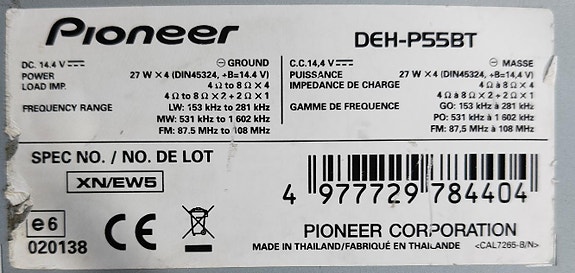 Pioneer
DEH-P55BT
DC. 14.4 V ⎓ ⊖ GROUND
POWER 27 W × 4 (DIN45324, +B=14.4 V)
LOAD IMP. 4 Ω to 8 Ω × 4
4 Ω to 8 Ω × 2 + 2 Ω × 1
FREQUENCY RANGE LW: 153 kHz to 281 kHz
MW: 531 kHz to 1 602 kHz
FM: 87.5 MHz to 108 MHz
C.C.14,4 V ⎓ ⊖ MASSE
PUISSANCE 27 W × 4 (DIN45324, +B=14.4 V)
IMPEDANCE DE CHARGE 4 Ω à 8 Ω × 4
4 Ω à 8 Ω × 2 + 2 Ω × 1
GAMME DE FREQUENCE GO: 153 kHz à 281 kHz
PO: 531 kHz à 1 602 kHz
FM: 87,5 MHz à 108 MHz
SPEC NO. / NO. DE LOT
XN/EW5
4 977729 784404
e6
020138
CE
PIONEER CORPORATION
MADE IN THAILAND/FABRIQUÉ EN THAILANDE <CAL7265-B/N>